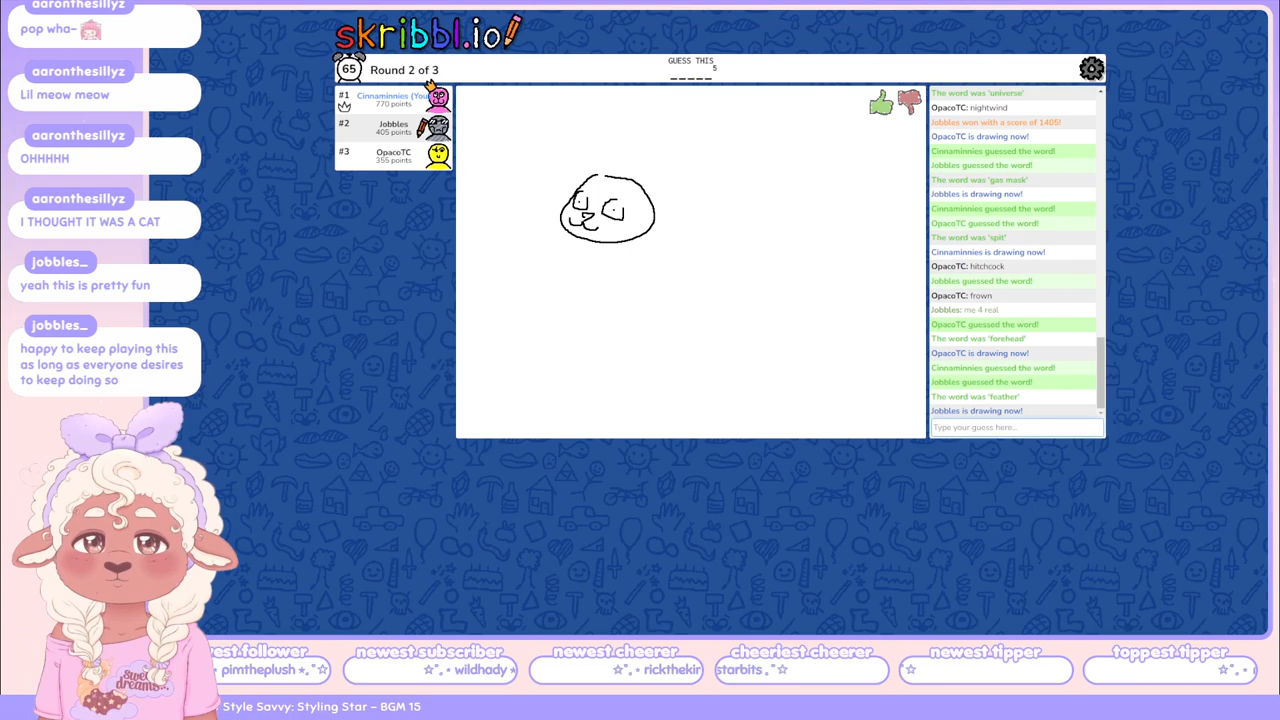 aaronthesillyz
pop wha-
aaronthesillyz
Lil meow meow
aaronthesillyz
OHHHHH
aaronthesillyz
I THOUGHT IT WAS A CAT
jobbles_
yeah this is pretty fun
jobbles_
happy to keep playing this
as long as everyone desires
to keep doing so
skribbl.io
65
Round 2 of 3
GUESS THIS
_____ 5
#1
Cinnaminnies (You
770 points
#2
Jobbles
405 points
#3
OpacoTC
355 points
The word was 'universe'
OpacoTC: nightwind
Jobbles won with a score of 1405!
OpacoTC is drawing now!
Cinnaminnies guessed the word!
Jobbles guessed the word!
The word was 'gas mask'
Jobbles is drawing now!
Cinnaminnies guessed the word!
OpacoTC guessed the word!
The word was 'spit'
Cinnaminnies is drawing now!
OpacoTC: hitchcock
Jobbles guessed the word!
OpacoTC: frown
Jobbles: me 4 real
OpacoTC guessed the word!
The word was 'forehead'
OpacoTC is drawing now!
Cinnaminnies guessed the word!
Jobbles guessed the word!
The word was 'feather'
Jobbles is drawing now!
Type your guess here...
sweet
dreams...
west follower
pimtheplush
newest subscriber
wildhady
newest cheerer
rickthekin
cheeriest cheerer
starbits
newest tipper
toppest tipper
Style Savvy: Styling Star - BGM 15